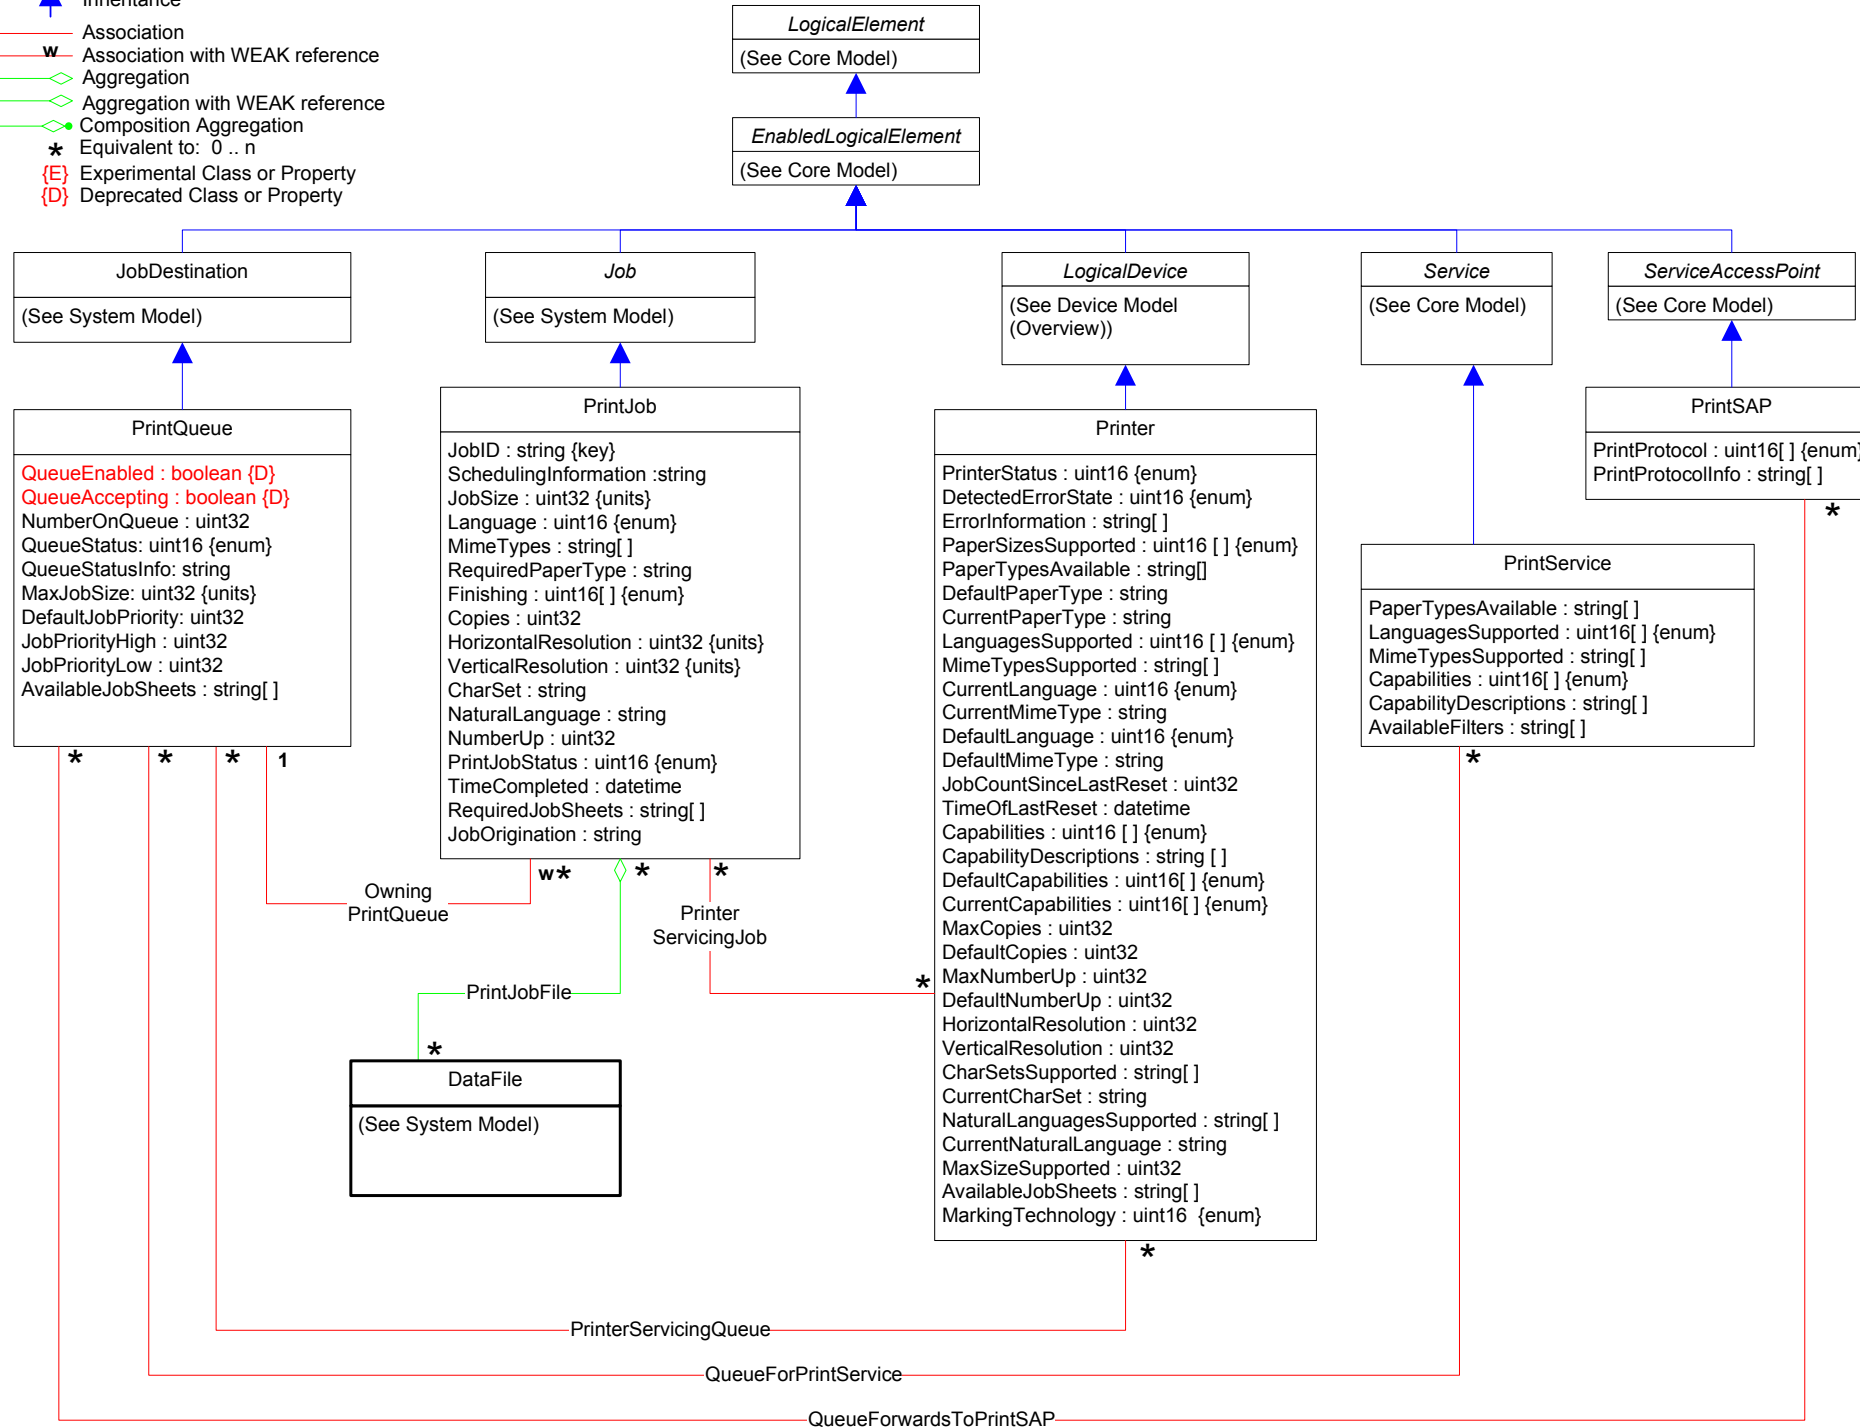 Inheritance
Association
w
Association with WEAK reference
Aggregation
Aggregation with WEAK reference
Composition Aggregation
* Equivalent to: 0 .. n
{E} Experimental Class or Property
{D} Deprecated Class or Property
LogicalElement
(See Core Model)
EnabledLogicalElement
(See Core Model)
JobDestination
(See System Model)
Job
(See System Model)
LogicalDevice
(See Device Model
(Overview))
Service
(See Core Model)
ServiceAccessPoint
(See Core Model)
PrintQueue
QueueEnabled : boolean {D}
QueueAccepting : boolean {D}
NumberOnQueue : uint32
QueueStatus: uint16 {enum}
QueueStatusInfo: string
MaxJobSize: uint32 {units}
DefaultJobPriority: uint32
JobPriorityHigh : uint32
JobPriorityLow : uint32
AvailableJobSheets : string[ ]
* * * 1
PrintJob
JobID : string {key}
SchedulingInformation :string
JobSize : uint32 {units}
Language : uint16 {enum}
MimeTypes : string[ ]
RequiredPaperType : string
Finishing : uint16[ ] {enum}
Copies : uint32
HorizontalResolution : uint32 {units}
VerticalResolution : uint32 {units}
CharSet : string
NaturalLanguage : string
NumberUp : uint32
PrintJobStatus : uint16 {enum}
TimeCompleted : datetime
RequiredJobSheets : string[ ]
JobOrigination : string
w* * *
Owning
PrintQueue
Printer
ServicingJob
*
PrintJobFile
*
DataFile
(See System Model)
Printer
PrinterStatus : uint16 {enum}
DetectedErrorState : uint16 {enum}
ErrorInformation : string[ ]
PaperSizesSupported : uint16 [ ] {enum}
PaperTypesAvailable : string[]
DefaultPaperType : string
CurrentPaperType : string
LanguagesSupported : uint16 [ ] {enum}
MimeTypesSupported : string[ ]
CurrentLanguage : uint16 {enum}
CurrentMimeType : string
DefaultLanguage : uint16 {enum}
DefaultMimeType : string
JobCountSinceLastReset : uint32
TimeOfLastReset : datetime
Capabilities : uint16 [ ] {enum}
CapabilityDescriptions : string [ ]
DefaultCapabilities : uint16[ ] {enum}
CurrentCapabilities : uint16[ ] {enum}
MaxCopies : uint32
DefaultCopies : uint32
MaxNumberUp : uint32
DefaultNumberUp : uint32
HorizontalResolution : uint32
VerticalResolution : uint32
CharSetsSupported : string[ ]
CurrentCharSet : string
NaturalLanguagesSupported : string[ ]
CurrentNaturalLanguage : string
MaxSizeSupported : uint32
AvailableJobSheets : string[ ]
MarkingTechnology : uint16 {enum}
*
PrintSAP
PrintProtocol : uint16[ ] {enum}
PrintProtocolInfo : string[ ]
*
PrintService
PaperTypesAvailable : string[ ]
LanguagesSupported : uint16[ ] {enum}
MimeTypesSupported : string[ ]
Capabilities : uint16[ ] {enum}
CapabilityDescriptions : string[ ]
AvailableFilters : string[ ]
*
PrinterServicingQueue
QueueForPrintService
QueueForwardsToPrintSAP